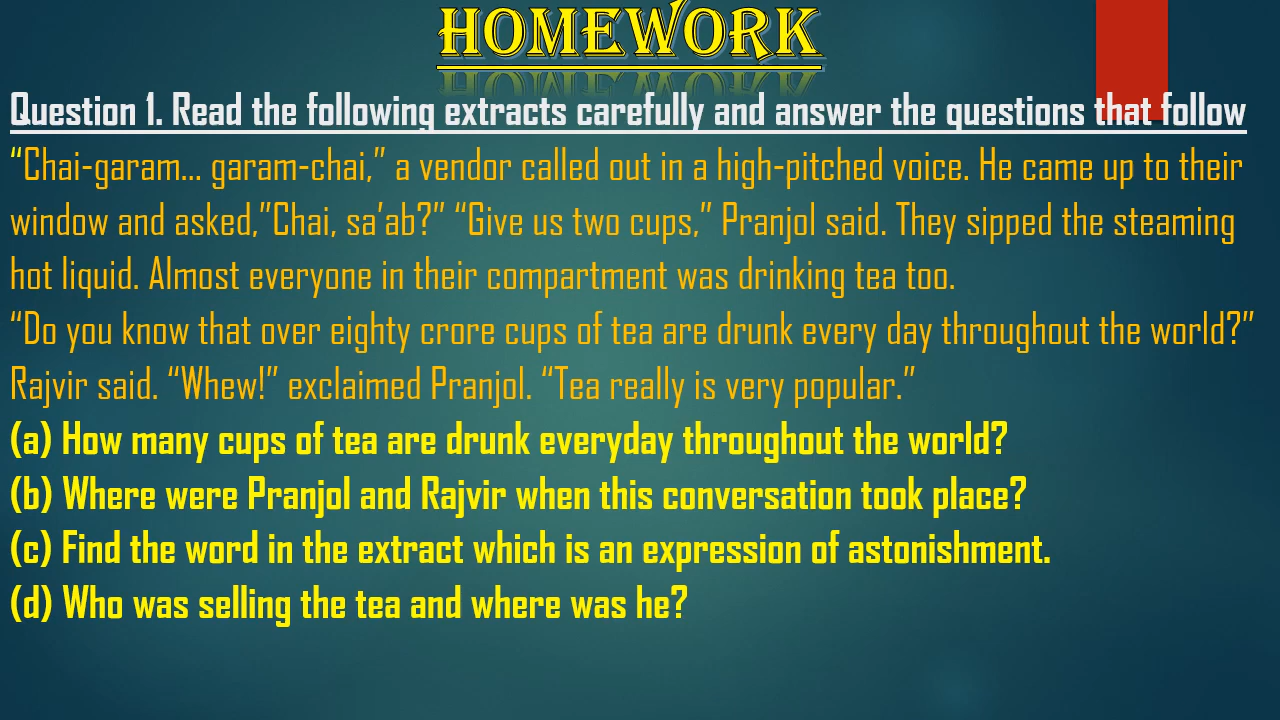 HOMEWORK
Question 1. Read the following extracts carefully and answer the questions that follow
“Chai-garam... garam-chai,” a vendor called out in a high-pitched voice. He came up to their
window and asked,”Chai, sa’ab?” “Give us two cups,” Pranjol said. They sipped the steaming
hot liquid. Almost everyone in their compartment was drinking tea too.
“Do you know that over eighty crore cups of tea are drunk every day throughout the world?”
Rajvir said. “Whew!” exclaimed Pranjol. “Tea really is very popular.”
(a) How many cups of tea are drunk everyday throughout the world?
(b) Where were Pranjol and Rajvir when this conversation took place?
(c) Find the word in the extract which is an expression of astonishment.
(d) Who was selling the tea and where was he?